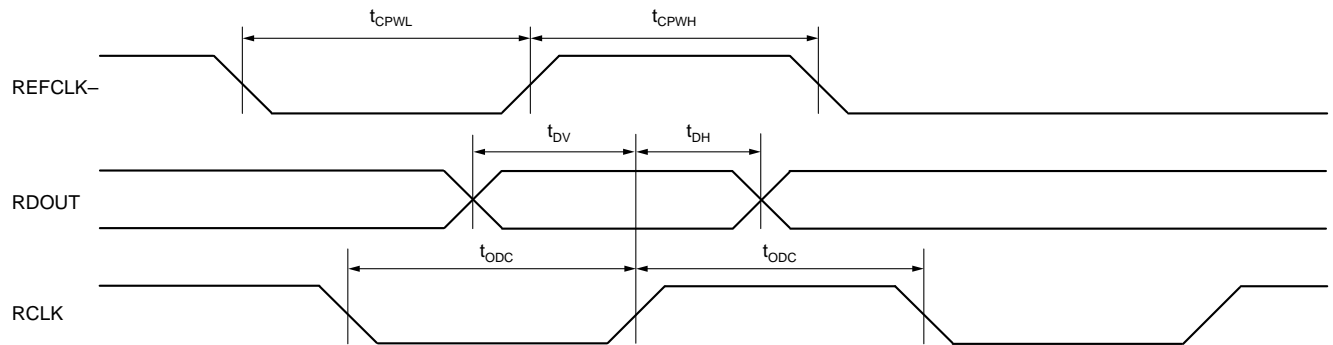 tCPWL tCPWH
REFCLK–
tDV tDH
RDOUT
tODC tODC
RCLK